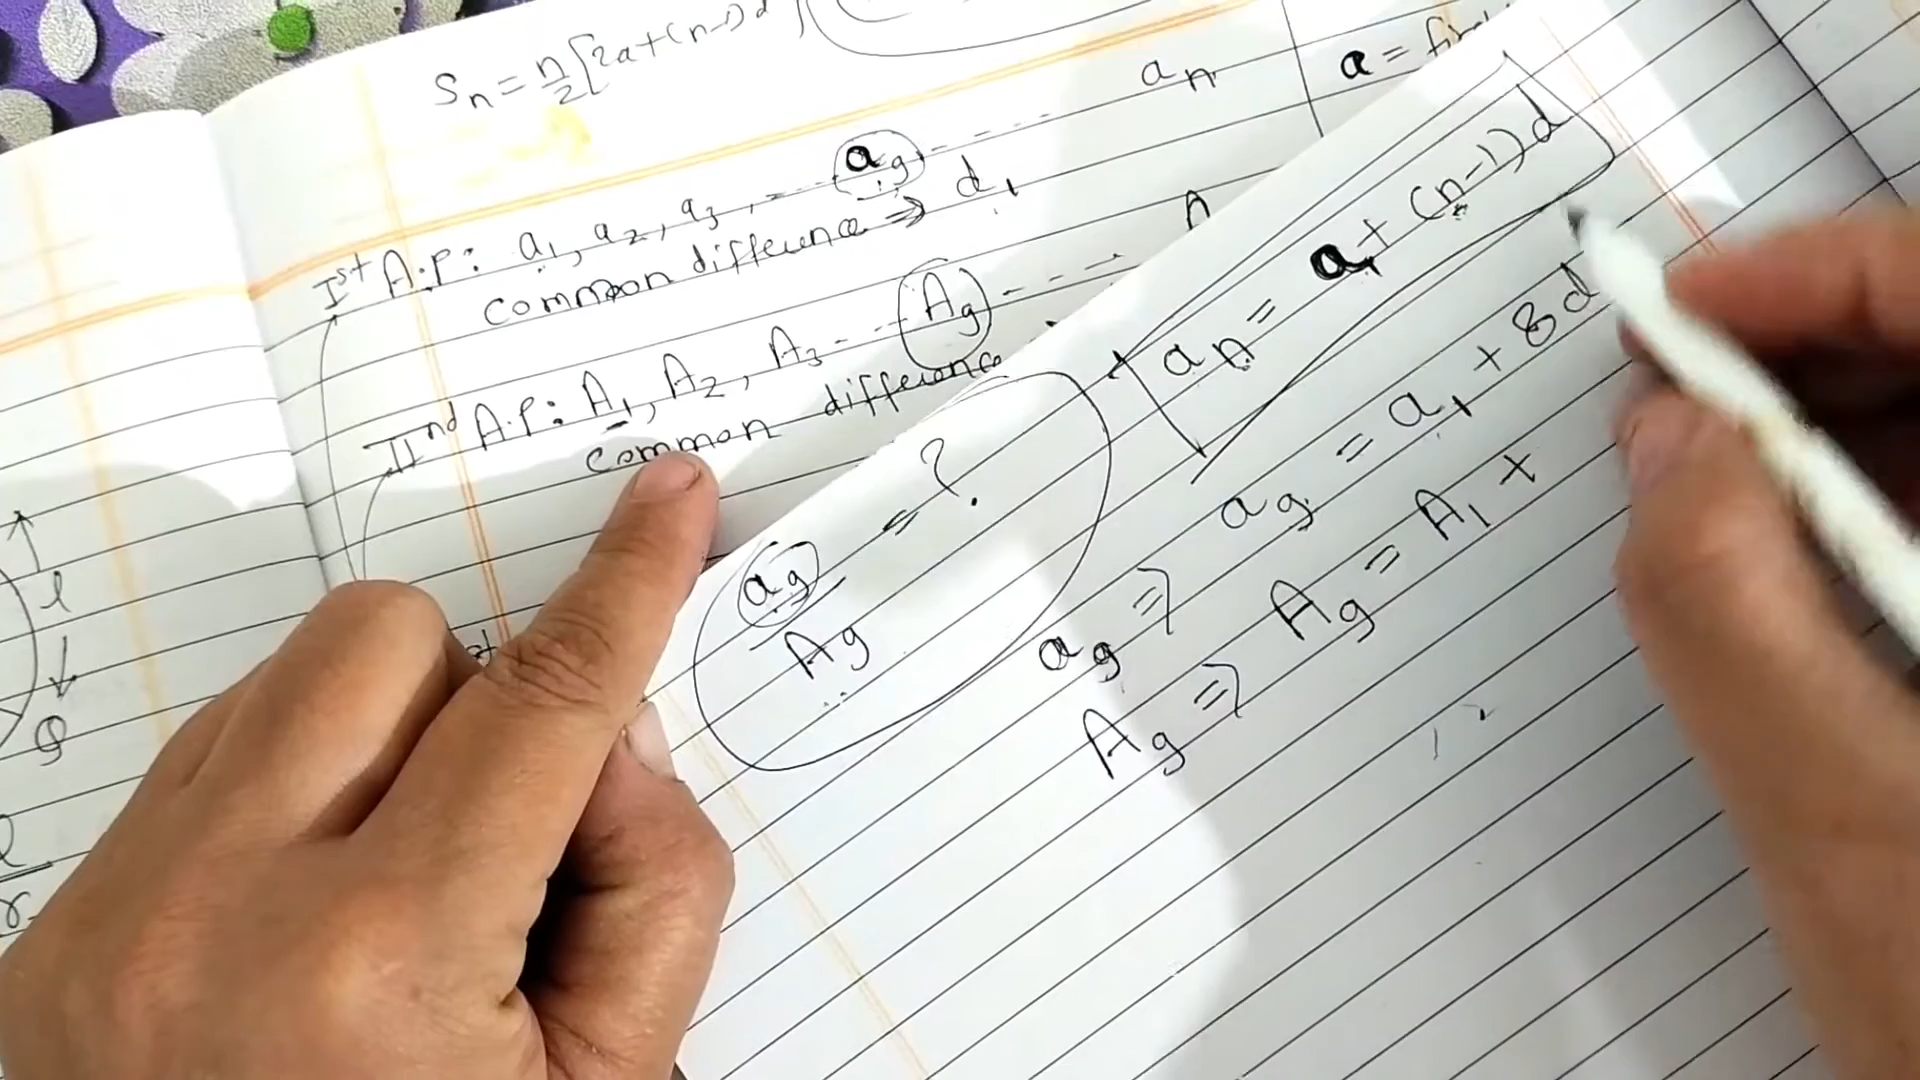 Sn = n/2 [2a+(n-1)d]
an
a =
Ist A.P: a1, a2, a3, -- a9 - - - -
common difference ⇒ d1
IInd A.P: A1, A2, A3 - -- A9 - - - -
common difference
a9/A9 = ?
an = a1 + (n-1)d
a9 ⇒ a9 = a1 + 8d
A9 ⇒ A9 = A1 +
l
Q